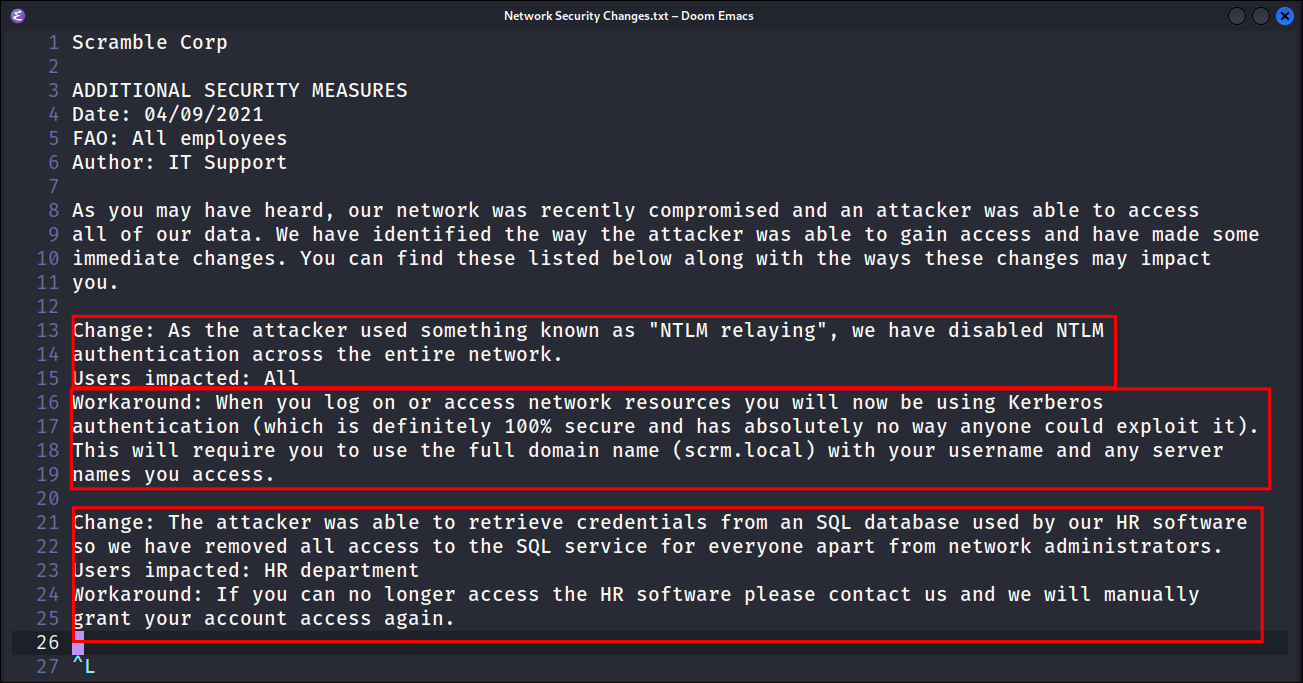 Network Security Changes.txt – Doom Emacs
1 Scramble Corp
2
3 ADDITIONAL SECURITY MEASURES
4 Date: 04/09/2021
5 FAO: All employees
6 Author: IT Support
7
8 As you may have heard, our network was recently compromised and an attacker was able to access
9 all of our data. We have identified the way the attacker was able to gain access and have made some
10 immediate changes. You can find these listed below along with the ways these changes may impact
11 you.
12
13 Change: As the attacker used something known as "NTLM relaying", we have disabled NTLM
14 authentication across the entire network.
15 Users impacted: All
16 Workaround: When you log on or access network resources you will now be using Kerberos
17 authentication (which is definitely 100% secure and has absolutely no way anyone could exploit it).
18 This will require you to use the full domain name (scrm.local) with your username and any server
19 names you access.
20
21 Change: The attacker was able to retrieve credentials from an SQL database used by our HR software
22 so we have removed all access to the SQL service for everyone apart from network administrators.
23 Users impacted: HR department
24 Workaround: If you can no longer access the HR software please contact us and we will manually
25 grant your account access again.
26
27 ^L